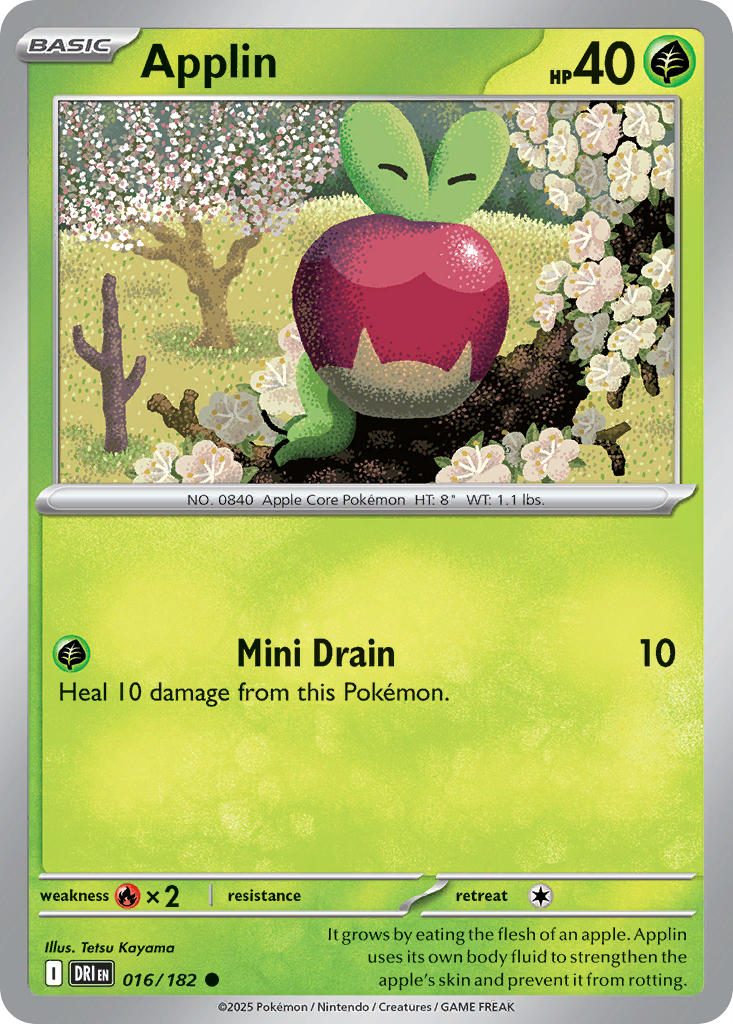 BASIC
Applin
HP 40
NO. 0840 Apple Core Pokémon HT: 8" WT: 1.1 lbs.
Mini Drain 10
Heal 10 damage from this Pokémon.
weakness ×2 resistance retreat
Illus. Tetsu Kayama
It grows by eating the flesh of an apple. Applin
uses its own body fluid to strengthen the
apple's skin and prevent it from rotting.
I DRI EN 016/182
©2025 Pokémon / Nintendo / Creatures / GAME FREAK